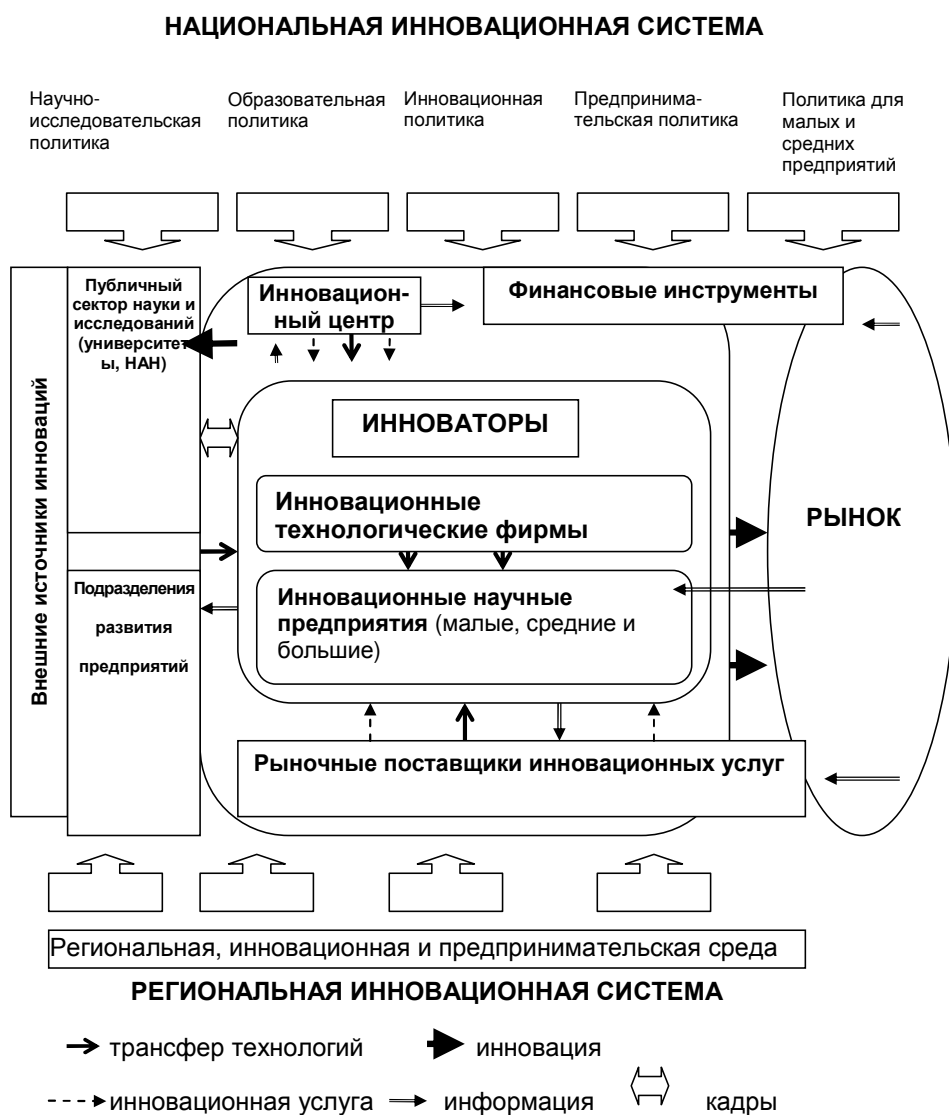 НАЦИОНАЛЬНАЯ ИННОВАЦИОННАЯ СИСТЕМА
Научно-
исследовательская
политика
Образовательная
политика
Инновационная
политика
Предпринима-
тельская политика
Политика для
малых и
средних
предприятий
Внешние источники инноваций
Публичный
сектор науки и
исследований
(университет
ы, НАН)
Инновацион-
ный центр
Финансовые инструменты
ИННОВАТОРЫ
Инновационные
технологические фирмы
РЫНОК
Подразделения
развития
предприятий
Инновационные научные
предприятия (малые, средние и
большие)
Рыночные поставщики инновационных услуг
Региональная, инновационная и предпринимательская среда
РЕГИОНАЛЬНАЯ ИННОВАЦИОННАЯ СИСТЕМА
трансфер технологий
инновация
инновационная услуга
информация
кадры